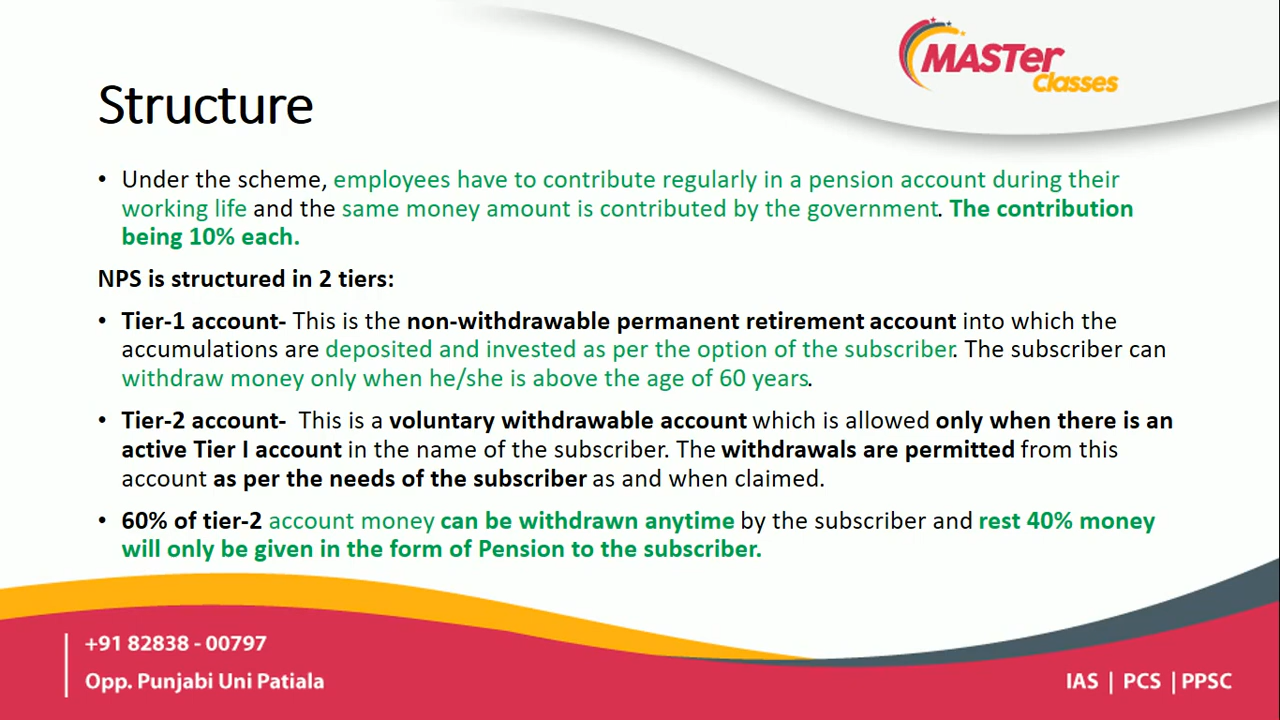 MASTer
Classes
Structure
• Under the scheme, employees have to contribute regularly in a pension account during their
working life and the same money amount is contributed by the government. The contribution
being 10% each.
NPS is structured in 2 tiers:
• Tier-1 account- This is the non-withdrawable permanent retirement account into which the
accumulations are deposited and invested as per the option of the subscriber. The subscriber can
withdraw money only when he/she is above the age of 60 years.
• Tier-2 account- This is a voluntary withdrawable account which is allowed only when there is an
active Tier I account in the name of the subscriber. The withdrawals are permitted from this
account as per the needs of the subscriber as and when claimed.
• 60% of tier-2 account money can be withdrawn anytime by the subscriber and rest 40% money
will only be given in the form of Pension to the subscriber.
+91 82838 - 00797
Opp. Punjabi Uni Patiala
IAS | PCS | PPSC